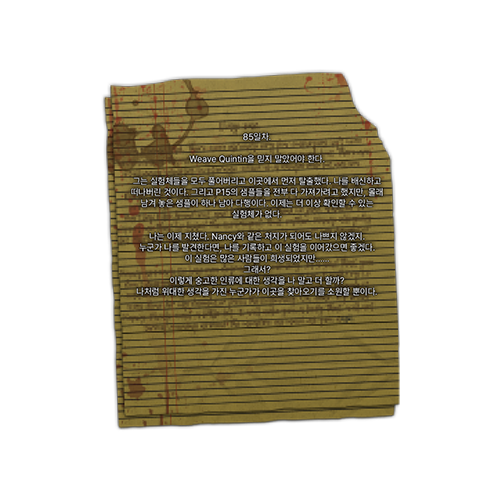 85일차.
Weave Quintin을 믿지 말았어야 한다.
그는 실험체들을 모두 풀어버리고 이곳에서 먼저 탈출했다. 나를 배신하고
떠나버린 것이다. 그리고 P15의 샘플들을 전부 다 가져가려고 했지만, 몰래
남겨 놓은 샘플이 하나 남아 다행이다. 이제는 더 이상 확인할 수 있는
실험체가 없다.
나는 이제 지쳤다. Nancy와 같은 처지가 되어도 나쁘지 않겠지.
누군가 나를 발견한다면, 나를 기록하고 이 실험을 이어갔으면 좋겠다.
이 실험은 많은 사람들이 희생되었지만......
그래서?
이렇게 숭고한 인류에 대한 생각을 나 말고 더 할까?
나처럼 위대한 생각을 가진 누군가가 이곳을 찾아오기를 소원할 뿐이다.